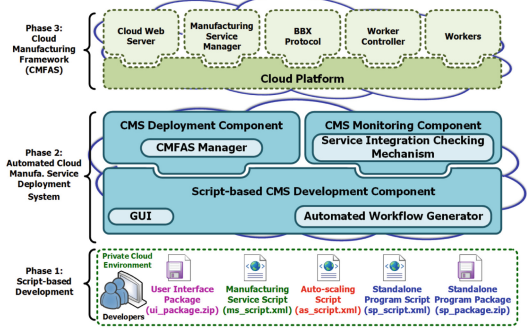 Phase 3:
Cloud
Manufacturing
Framework
(CMFAS)
Cloud Web
Server
Manufacturing
Service
Manager
BBX
Protocol
Worker
Controller
Workers
Cloud Platform
Phase 2:
Automated Cloud
Manufa. Service
Deployment
System
CMS Deployment Component
CMFAS Manager
CMS Monitoring Component
Service Integration Checking
Mechanism
Script-based CMS Development Component
GUI
Automated Workflow Generator
Phase 1:
Script-based
Development
Private Cloud
Environment
Developers
User Interface
Package
(ui_package.zip)
Manufacturing
Service Script
(ms_script.xml)
Auto-scaling
Script
(as_script.xml)
Standalone
Program Script
(sp_script.xml)
Standalone
Program Package
(sp_package.zip)